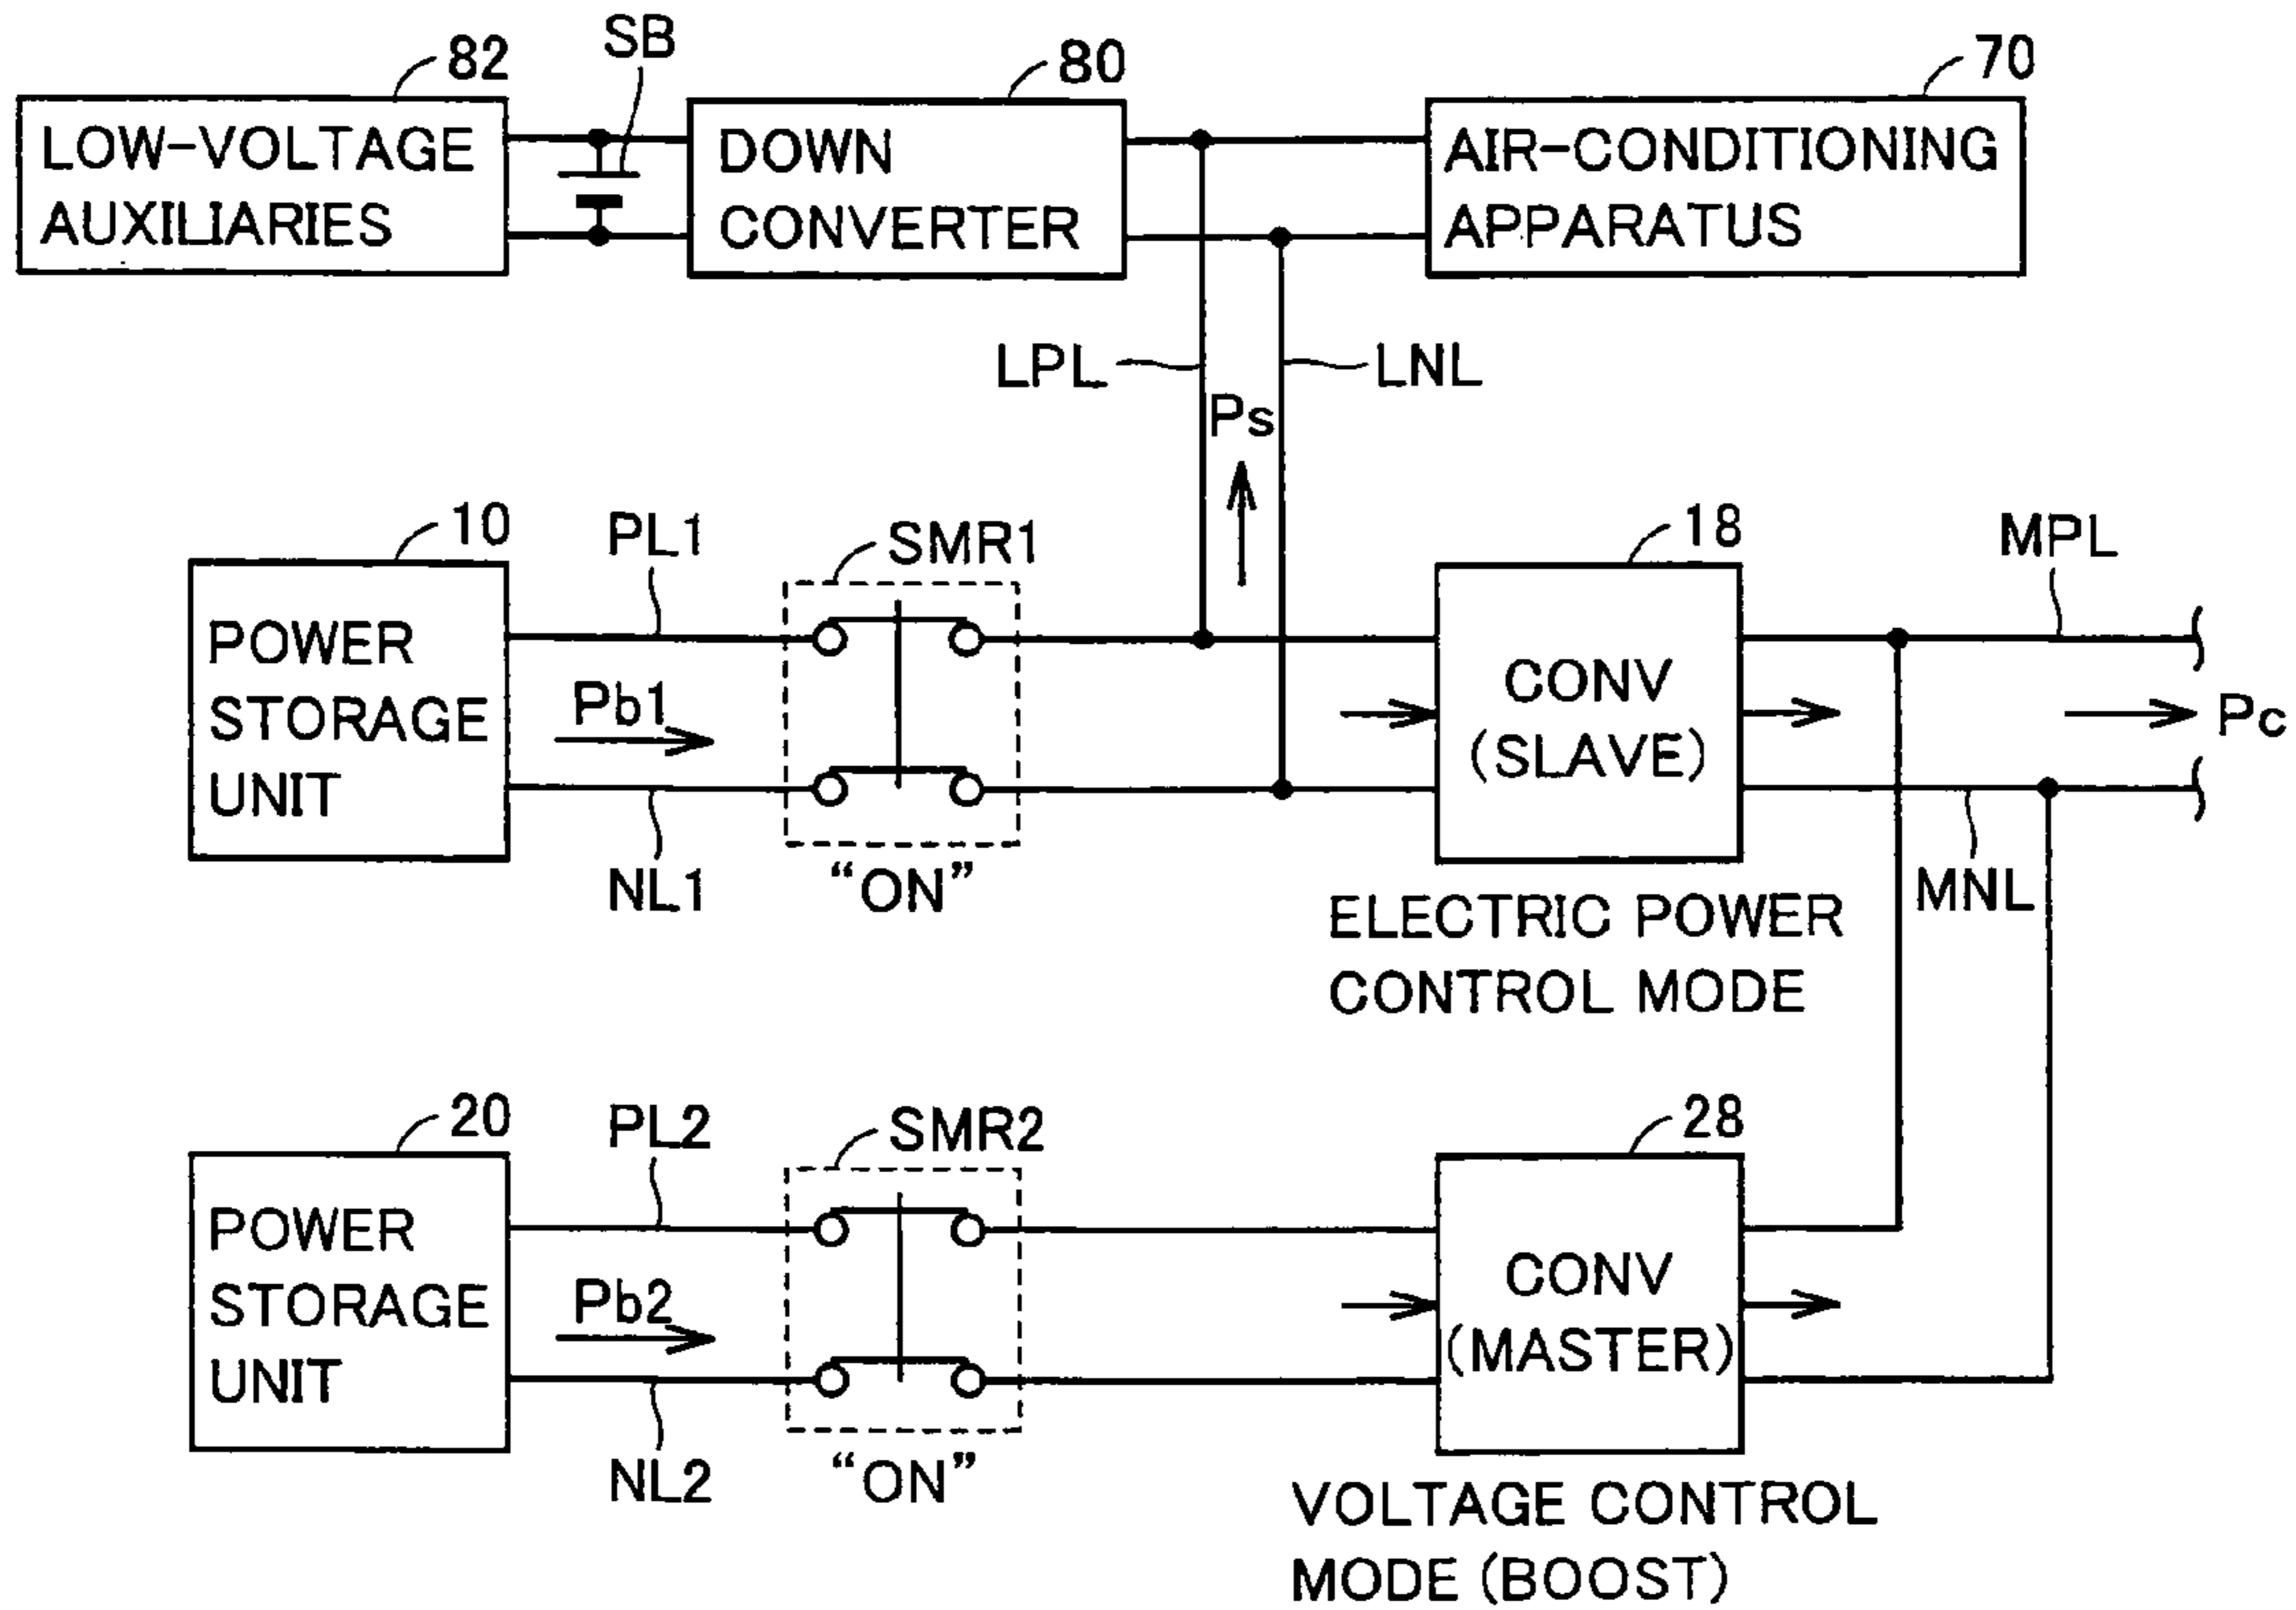 82
SB
80
70
LOW-VOLTAGE
AUXILIARIES
DOWN
CONVERTER
AIR-CONDITIONING
APPARATUS
LPL
LNL
Ps
10
PL1
SMR1
18
MPL
POWER
STORAGE
UNIT
Pb1
CONV
(SLAVE)
Pc
NL1
“ON”
MNL
ELECTRIC POWER
CONTROL MODE
20
PL2
SMR2
28
POWER
STORAGE
UNIT
Pb2
CONV
(MASTER)
NL2
“ON”
VOLTAGE CONTROL
MODE (BOOST)